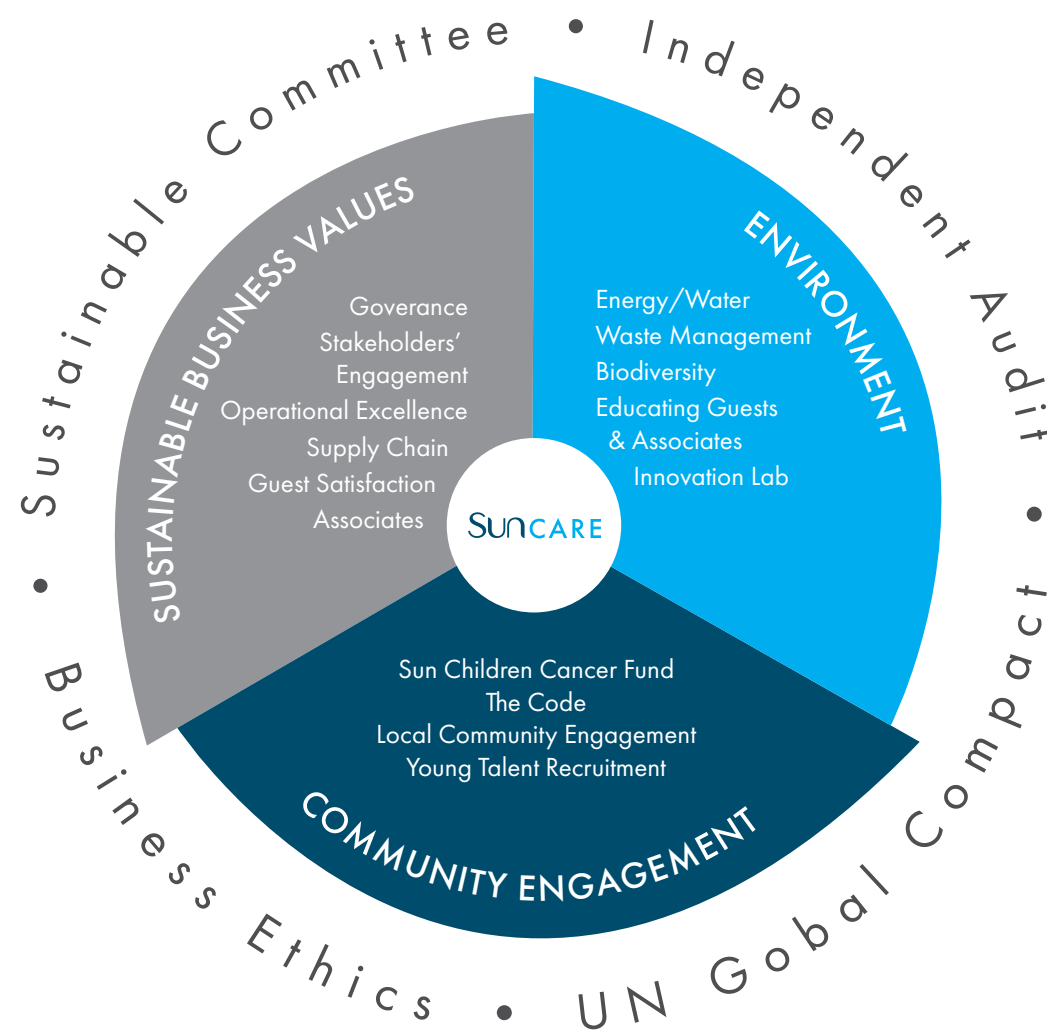 Sustainable Committee • Independent Audit • UN Gobal Compact • Business Ethics •
SUSTAINABLE BUSINESS VALUES
Goverance
Stakeholders’
Engagement
Operational Excellence
Supply Chain
Guest Satisfaction
Associates
ENVIRONMENT
Energy/Water
Waste Management
Biodiversity
Educating Guests
& Associates
Innovation Lab
SunCARE
Sun Children Cancer Fund
The Code
Local Community Engagement
Young Talent Recruitment
COMMUNITY ENGAGEMENT